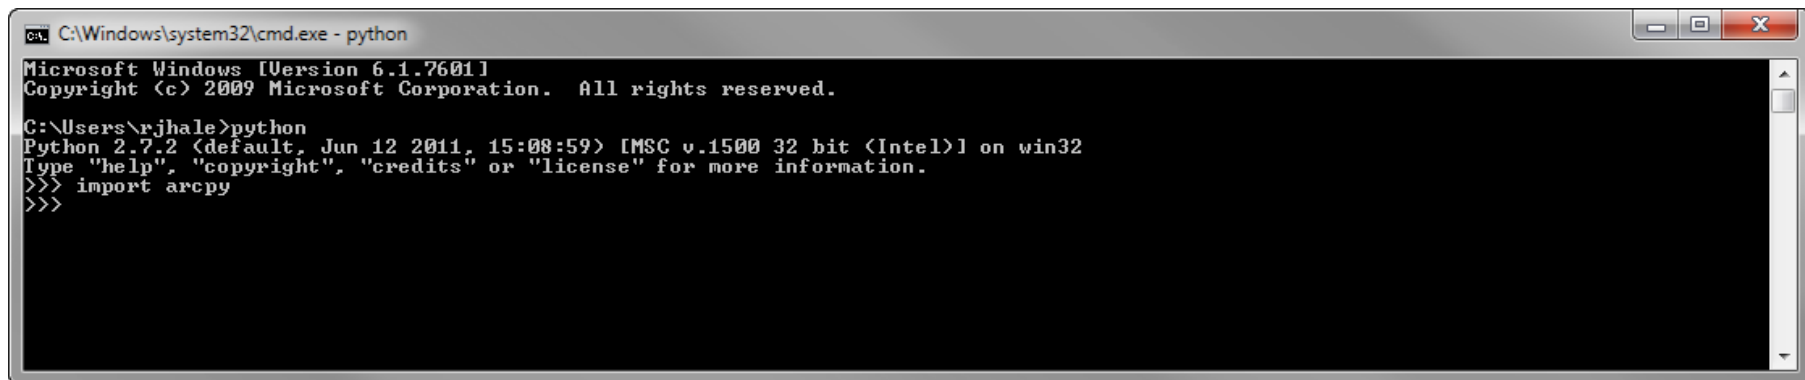 C:\Windows\system32\cmd.exe - python
Microsoft Windows [Version 6.1.7601]
Copyright (c) 2009 Microsoft Corporation.  All rights reserved.
C:\Users\rjhale>python
Python 2.7.2 (default, Jun 12 2011, 15:08:59) [MSC v.1500 32 bit (Intel)] on win32
Type "help", "copyright", "credits" or "license" for more information.
>>> import arcpy
>>>